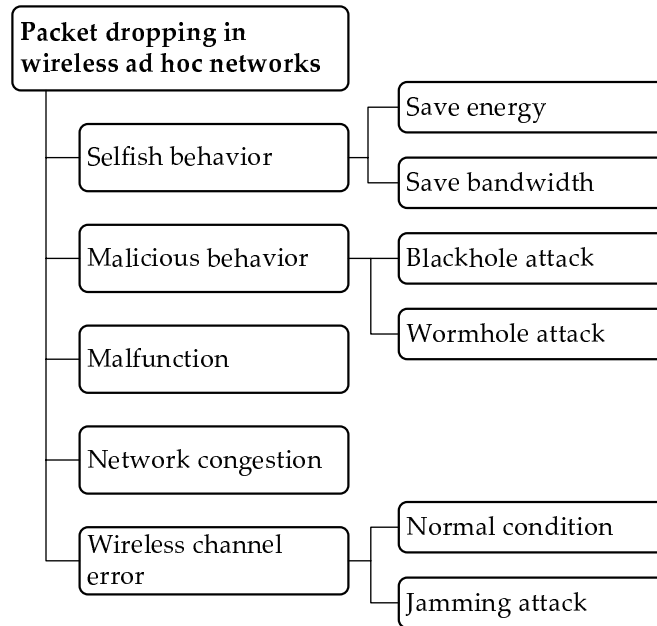 Packet dropping in
wireless ad hoc networks
Save energy
Selfish behavior
Save bandwidth
Malicious behavior
Blackhole attack
Wormhole attack
Malfunction
Network congestion
Normal condition
Wireless channel
error
Jamming attack